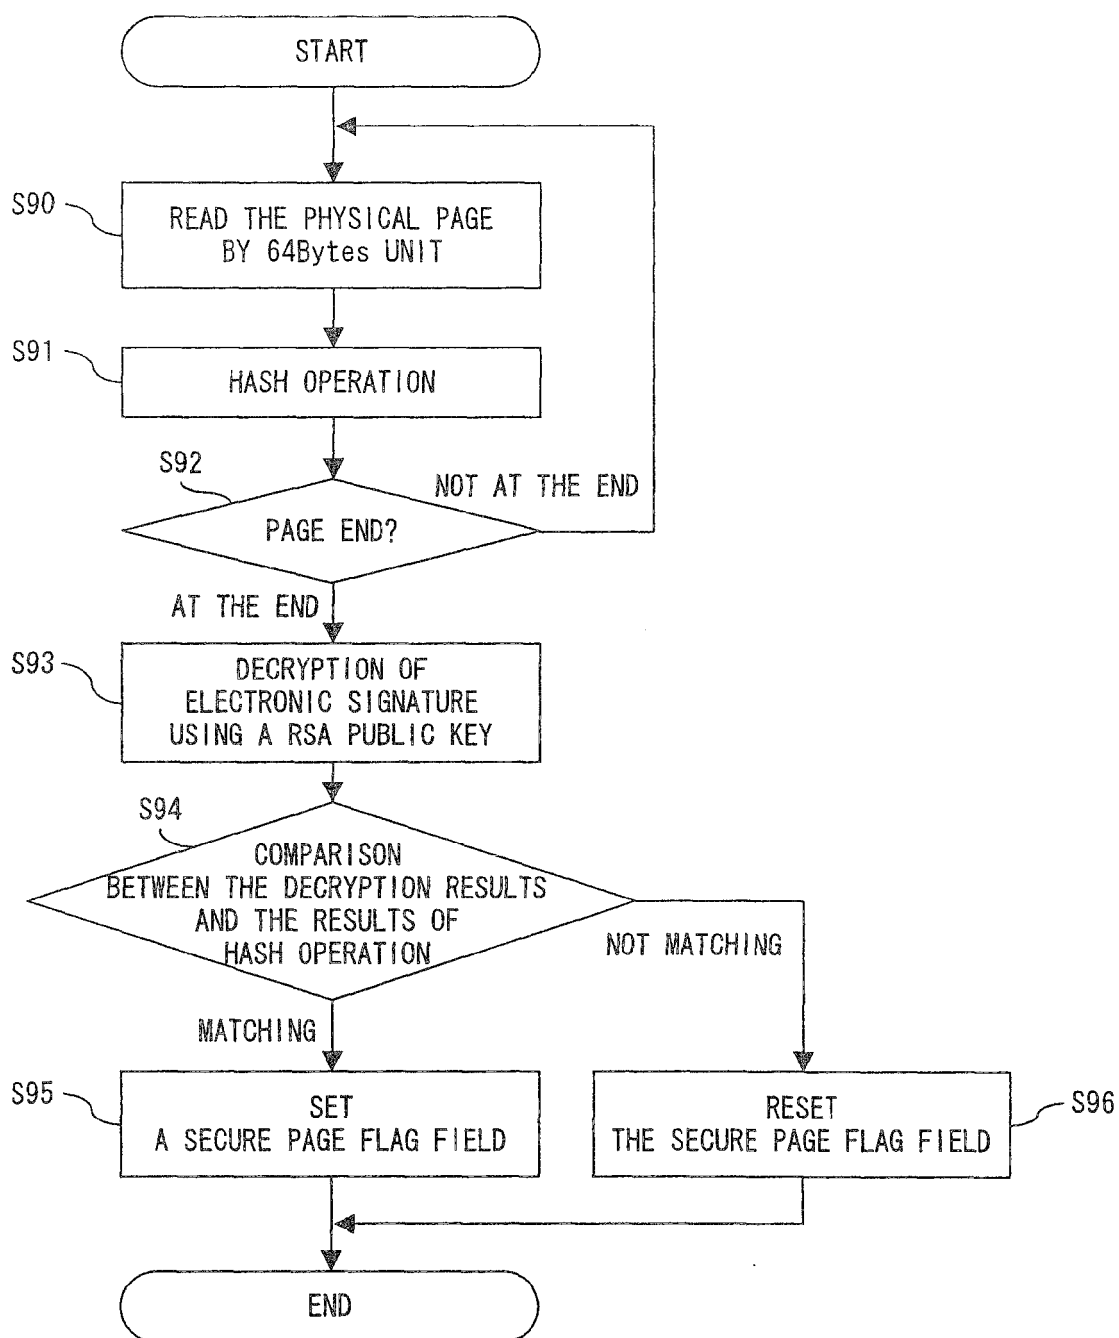 START
S90
READ THE PHYSICAL PAGE
BY 64Bytes UNIT
S91
HASH OPERATION
S92
NOT AT THE END
PAGE END?
AT THE END
S93
DECRYPTION OF
ELECTRONIC SIGNATURE
USING A RSA PUBLIC KEY
S94
COMPARISON
BETWEEN THE DECRYPTION RESULTS
AND THE RESULTS OF
HASH OPERATION
NOT MATCHING
MATCHING
S95
SET
A SECURE PAGE FLAG FIELD
RESET
THE SECURE PAGE FLAG FIELD
S96
END